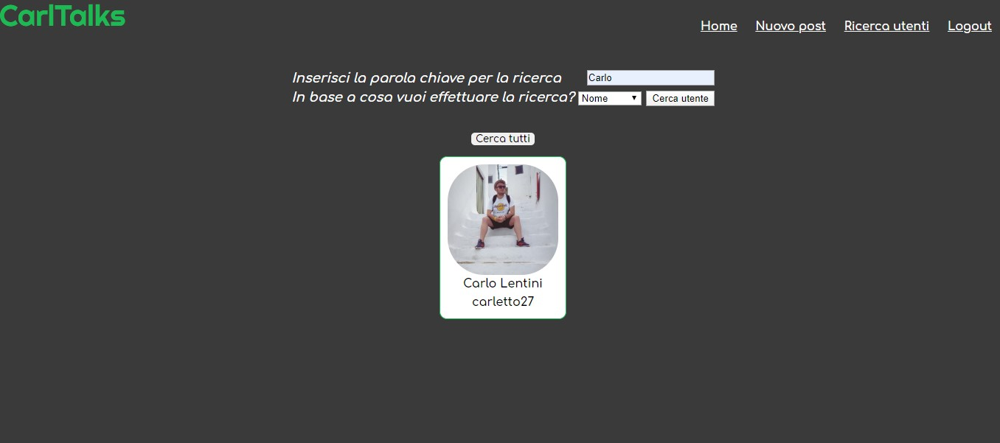 CarlTalks
Home Nuovo post Ricerca utenti Logout
Inserisci la parola chiave per la ricerca Carlo
In base a cosa vuoi effettuare la ricerca? Nome Cerca utente
Cerca tutti
Carlo Lentini
carletto27